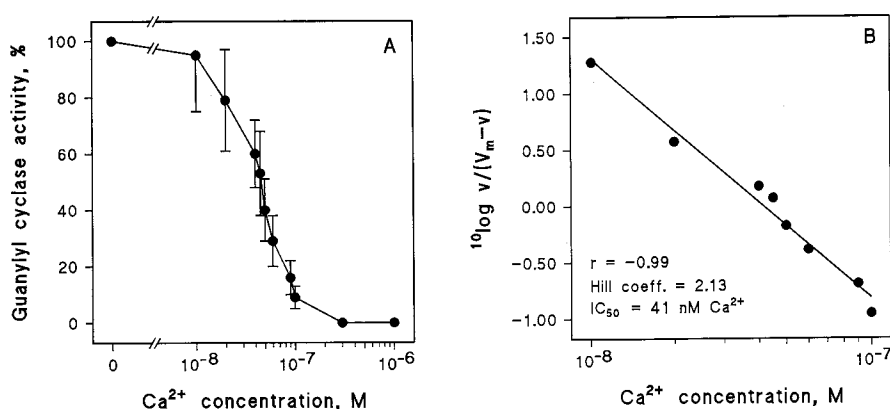 A
Guanylyl cyclase activity, %
100
80
60
40
20
0
0
10⁻⁸
10⁻⁷
10⁻⁶
Ca²⁺ concentration, M
B
¹⁰log v/(Vₘ−v)
1.50
1.00
0.50
0.00
−0.50
−1.00
r = −0.99
Hill coeff. = 2.13
IC₅₀ = 41 nM Ca²⁺
10⁻⁸
10⁻⁷
Ca²⁺ concentration, M